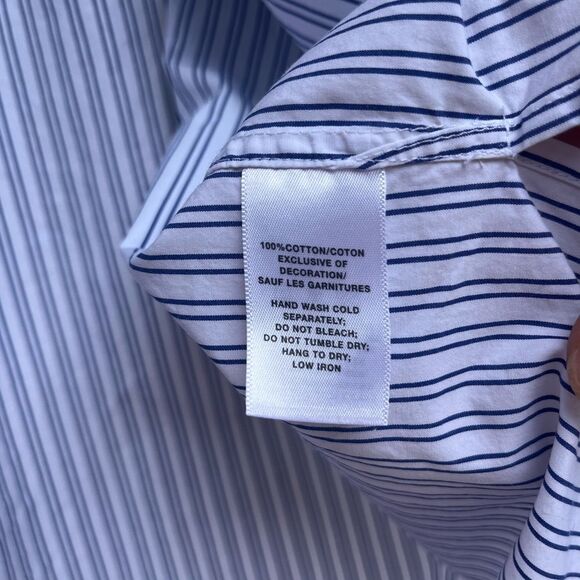 100%COTTON/COTON
EXCLUSIVE OF
DECORATION/
SAUF LES GARNITURES
HAND WASH COLD
SEPARATELY;
DO NOT BLEACH;
DO NOT TUMBLE DRY;
HANG TO DRY;
LOW IRON